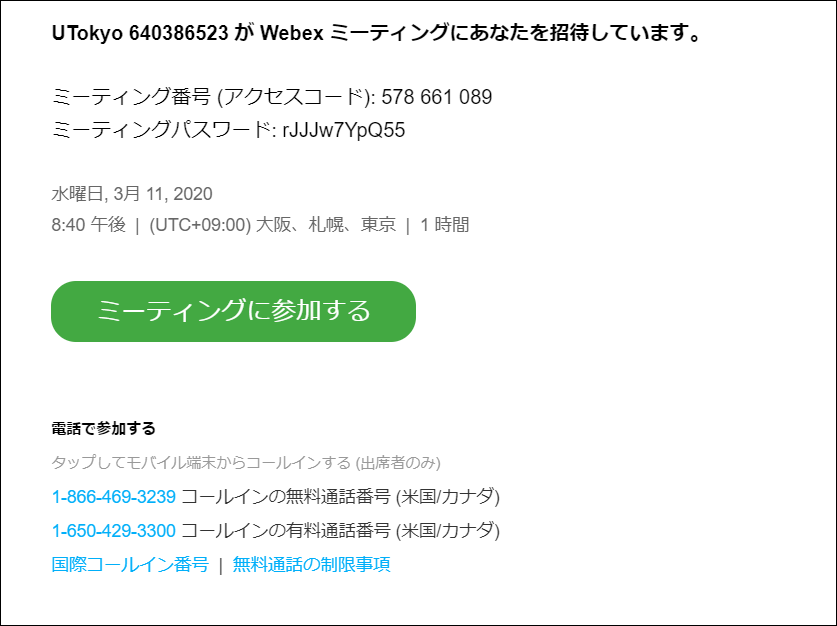 UTokyo 640386523 が Webex ミーティングにあなたを招待しています。
ミーティング番号 (アクセスコード): 578 661 089
ミーティングパスワード: rJJJw7YpQ55
水曜日, 3月 11, 2020
8:40 午後 | (UTC+09:00) 大阪、札幌、東京 | 1 時間
ミーティングに参加する
電話で参加する
タップしてモバイル端末からコールインする (出席者のみ)
1-866-469-3239 コールインの無料通話番号 (米国/カナダ)
1-650-429-3300 コールインの有料通話番号 (米国/カナダ)
国際コールイン番号 | 無料通話の制限事項